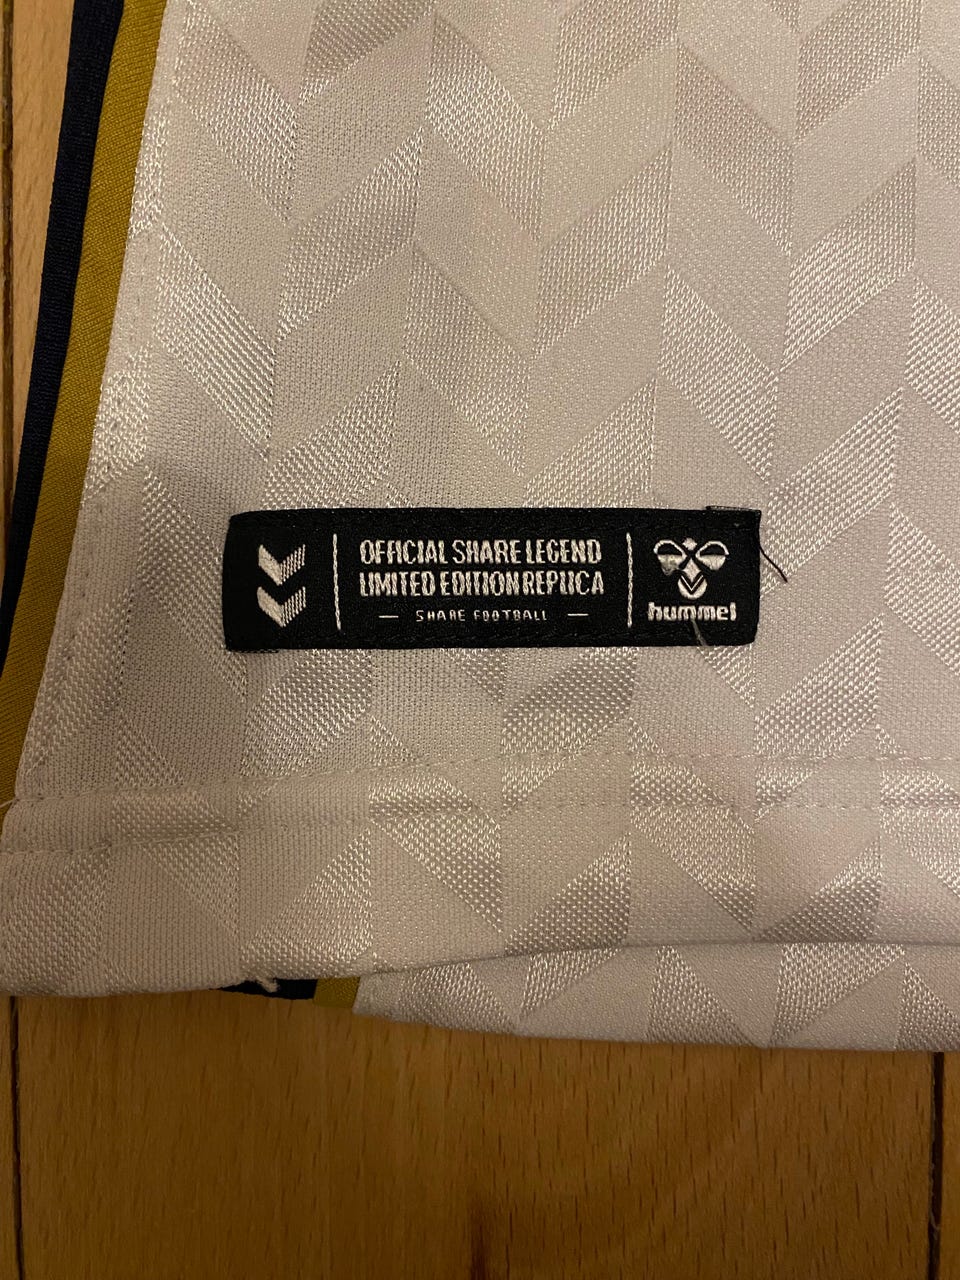 OFFICIAL SHARE LEGEND
LIMITED EDITION REPLICA
— SHARE FOOTBALL —
hummel